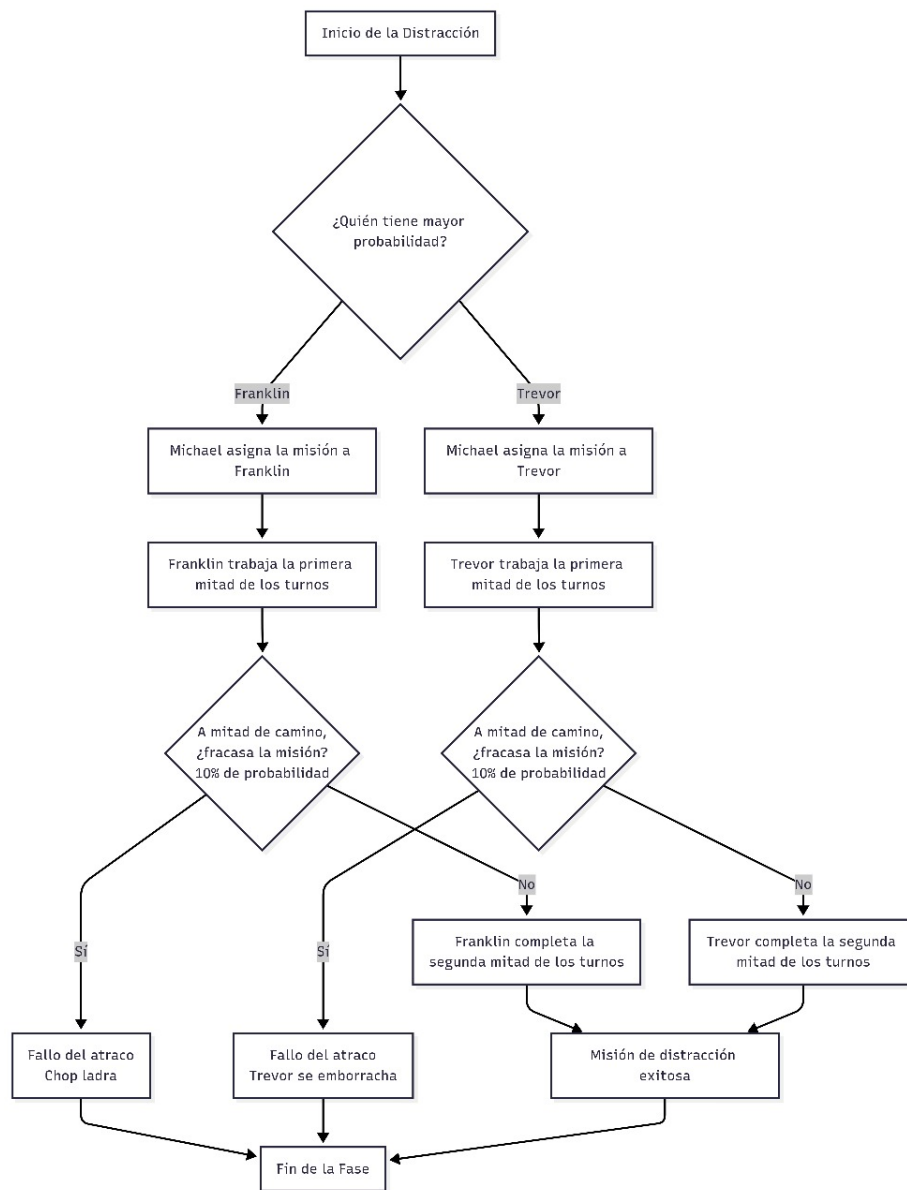 Inicio de la Distracción
¿Quién tiene mayor
probabilidad?
Franklin
Trevor
Michael asigna la misión a
Franklin
Michael asigna la misión a
Trevor
Franklin trabaja la primera
mitad de los turnos
Trevor trabaja la primera
mitad de los turnos
A mitad de camino,
¿fracasa la misión?
10% de probabilidad
A mitad de camino,
¿fracasa la misión?
10% de probabilidad
No
No
Franklin completa la
segunda mitad de los turnos
Trevor completa la segunda
mitad de los turnos
Sí
Sí
Fallo del atraco
Chop ladra
Fallo del atraco
Trevor se emborracha
Misión de distracción
exitosa
Fin de la Fase